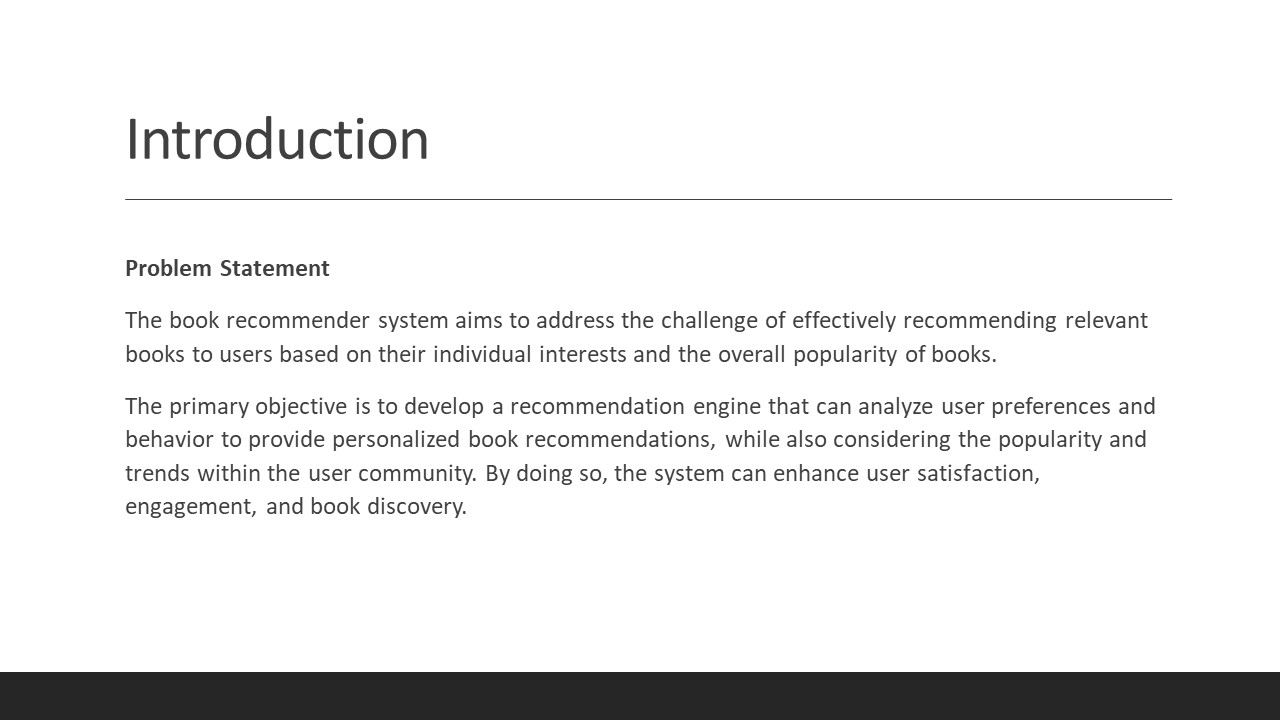 Introduction
Problem Statement
The book recommender system aims to address the challenge of effectively recommending relevant
books to users based on their individual interests and the overall popularity of books.
The primary objective is to develop a recommendation engine that can analyze user preferences and
behavior to provide personalized book recommendations, while also considering the popularity and
trends within the user community. By doing so, the system can enhance user satisfaction,
engagement, and book discovery.